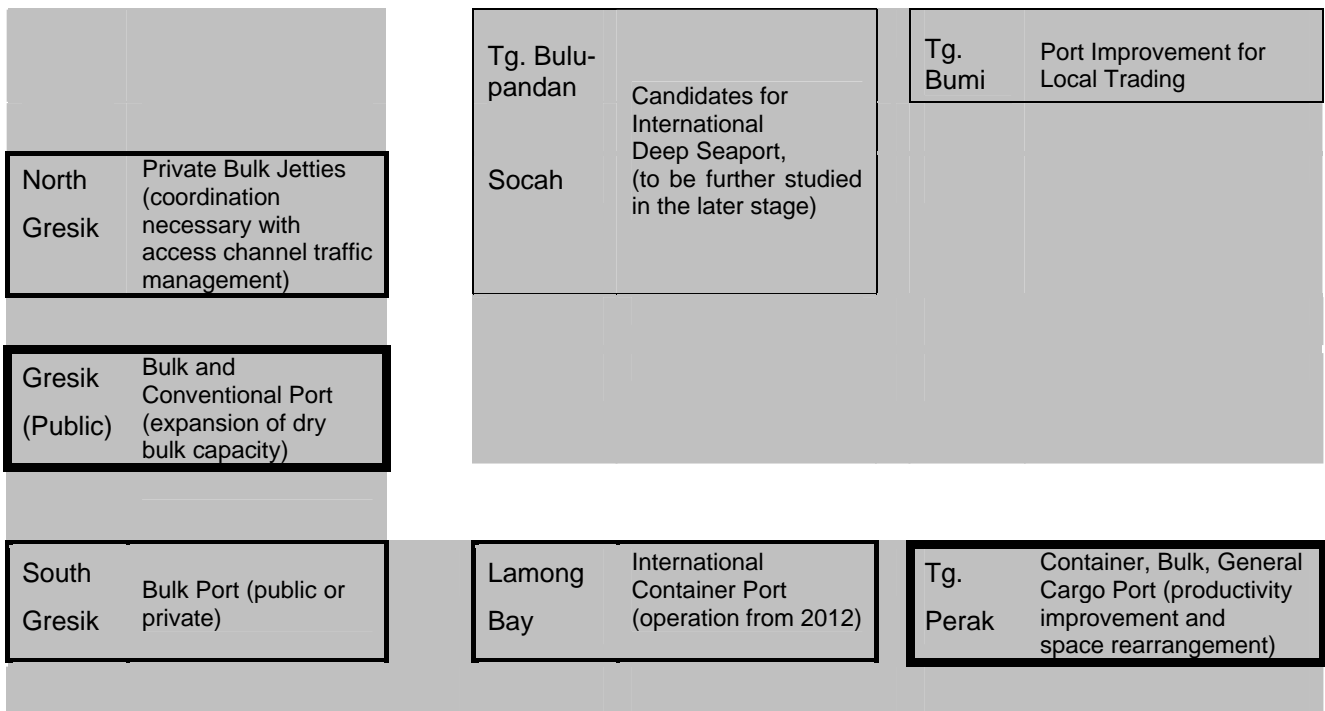 Tg. Bulu-
pandan
Socah
Candidates for
International
Deep Seaport,
(to be further studied
in the later stage)
Tg.
Bumi
Port Improvement for
Local Trading
North
Gresik
Private Bulk Jetties
(coordination
necessary with
access channel traffic
management)
Gresik
(Public)
Bulk and
Conventional Port
(expansion of dry
bulk capacity)
South
Gresik
Bulk Port (public or
private)
Lamong
Bay
International
Container Port
(operation from 2012)
Tg.
Perak
Container, Bulk, General
Cargo Port (productivity
improvement and
space rearrangement)